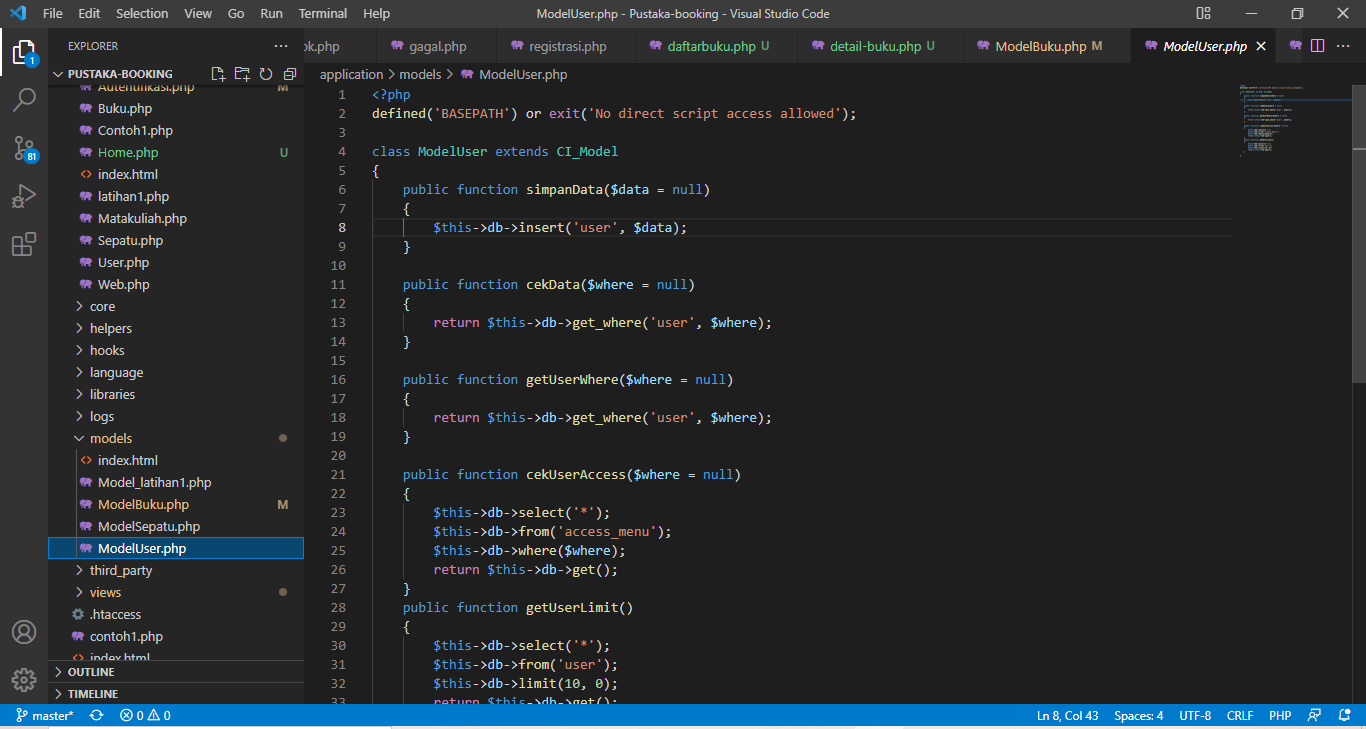 File Edit Selection View Go Run Terminal Help
ModelUser.php - Pustaka-booking - Visual Studio Code
EXPLORER
ok.php
gagal.php
registrasi.php
daftarbuku.php U
detail-buku.php U
ModelBuku.php M
ModelUser.php
PUSTAKA-BOOKING
Autentifikasi.php M
Buku.php
Contoh1.php
Home.php U
index.html
latihan1.php
Matakuliah.php
Sepatu.php
User.php
Web.php
core
helpers
hooks
language
libraries
logs
models
index.html
Model_latihan1.php
ModelBuku.php M
ModelSepatu.php
ModelUser.php
third_party
views
.htaccess
contoh1.php
index.html
OUTLINE
TIMELINE
1
81
application > models > ModelUser.php
1 <?php
2 defined('BASEPATH') or exit('No direct script access allowed');
3
4 class ModelUser extends CI_Model
5 {
6 public function simpanData($data = null)
7 {
8 $this->db->insert('user', $data);
9 }
10
11 public function cekData($where = null)
12 {
13 return $this->db->get_where('user', $where);
14 }
15
16 public function getUserWhere($where = null)
17 {
18 return $this->db->get_where('user', $where);
19 }
20
21 public function cekUserAccess($where = null)
22 {
23 $this->db->select('*');
24 $this->db->from('access_menu');
25 $this->db->where($where);
26 return $this->db->get();
27 }
28 public function getUserLimit()
29 {
30 $this->db->select('*');
31 $this->db->from('user');
32 $this->db->limit(10, 0);
33 return $this->db->get();
master* 0 0
Ln 8, Col 43 Spaces: 4 UTF-8 CRLF PHP